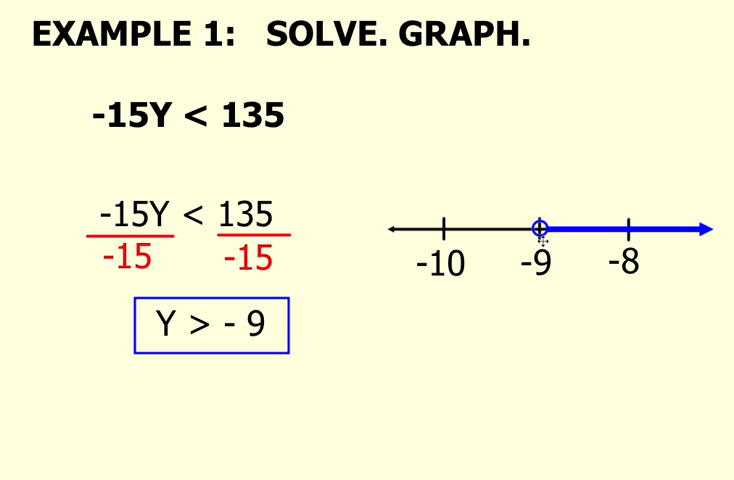 EXAMPLE 1: SOLVE. GRAPH.
-15Y < 135
-15Y < 135
-15 -15
Y > - 9
-10 -9 -8